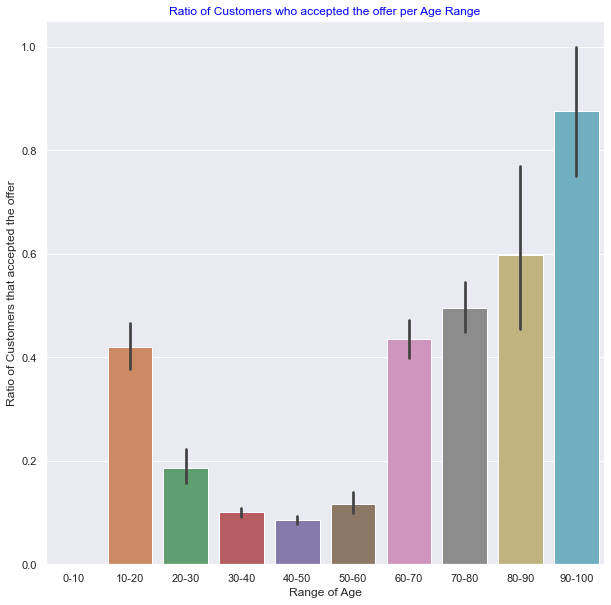 Ratio of Customers who accepted the offer per Age Range
Ratio of Customers that accepted the offer
1.0
0.8
0.6
0.4
0.2
0.0
0-10 10-20 20-30 30-40 40-50 50-60 60-70 70-80 80-90 90-100
Range of Age